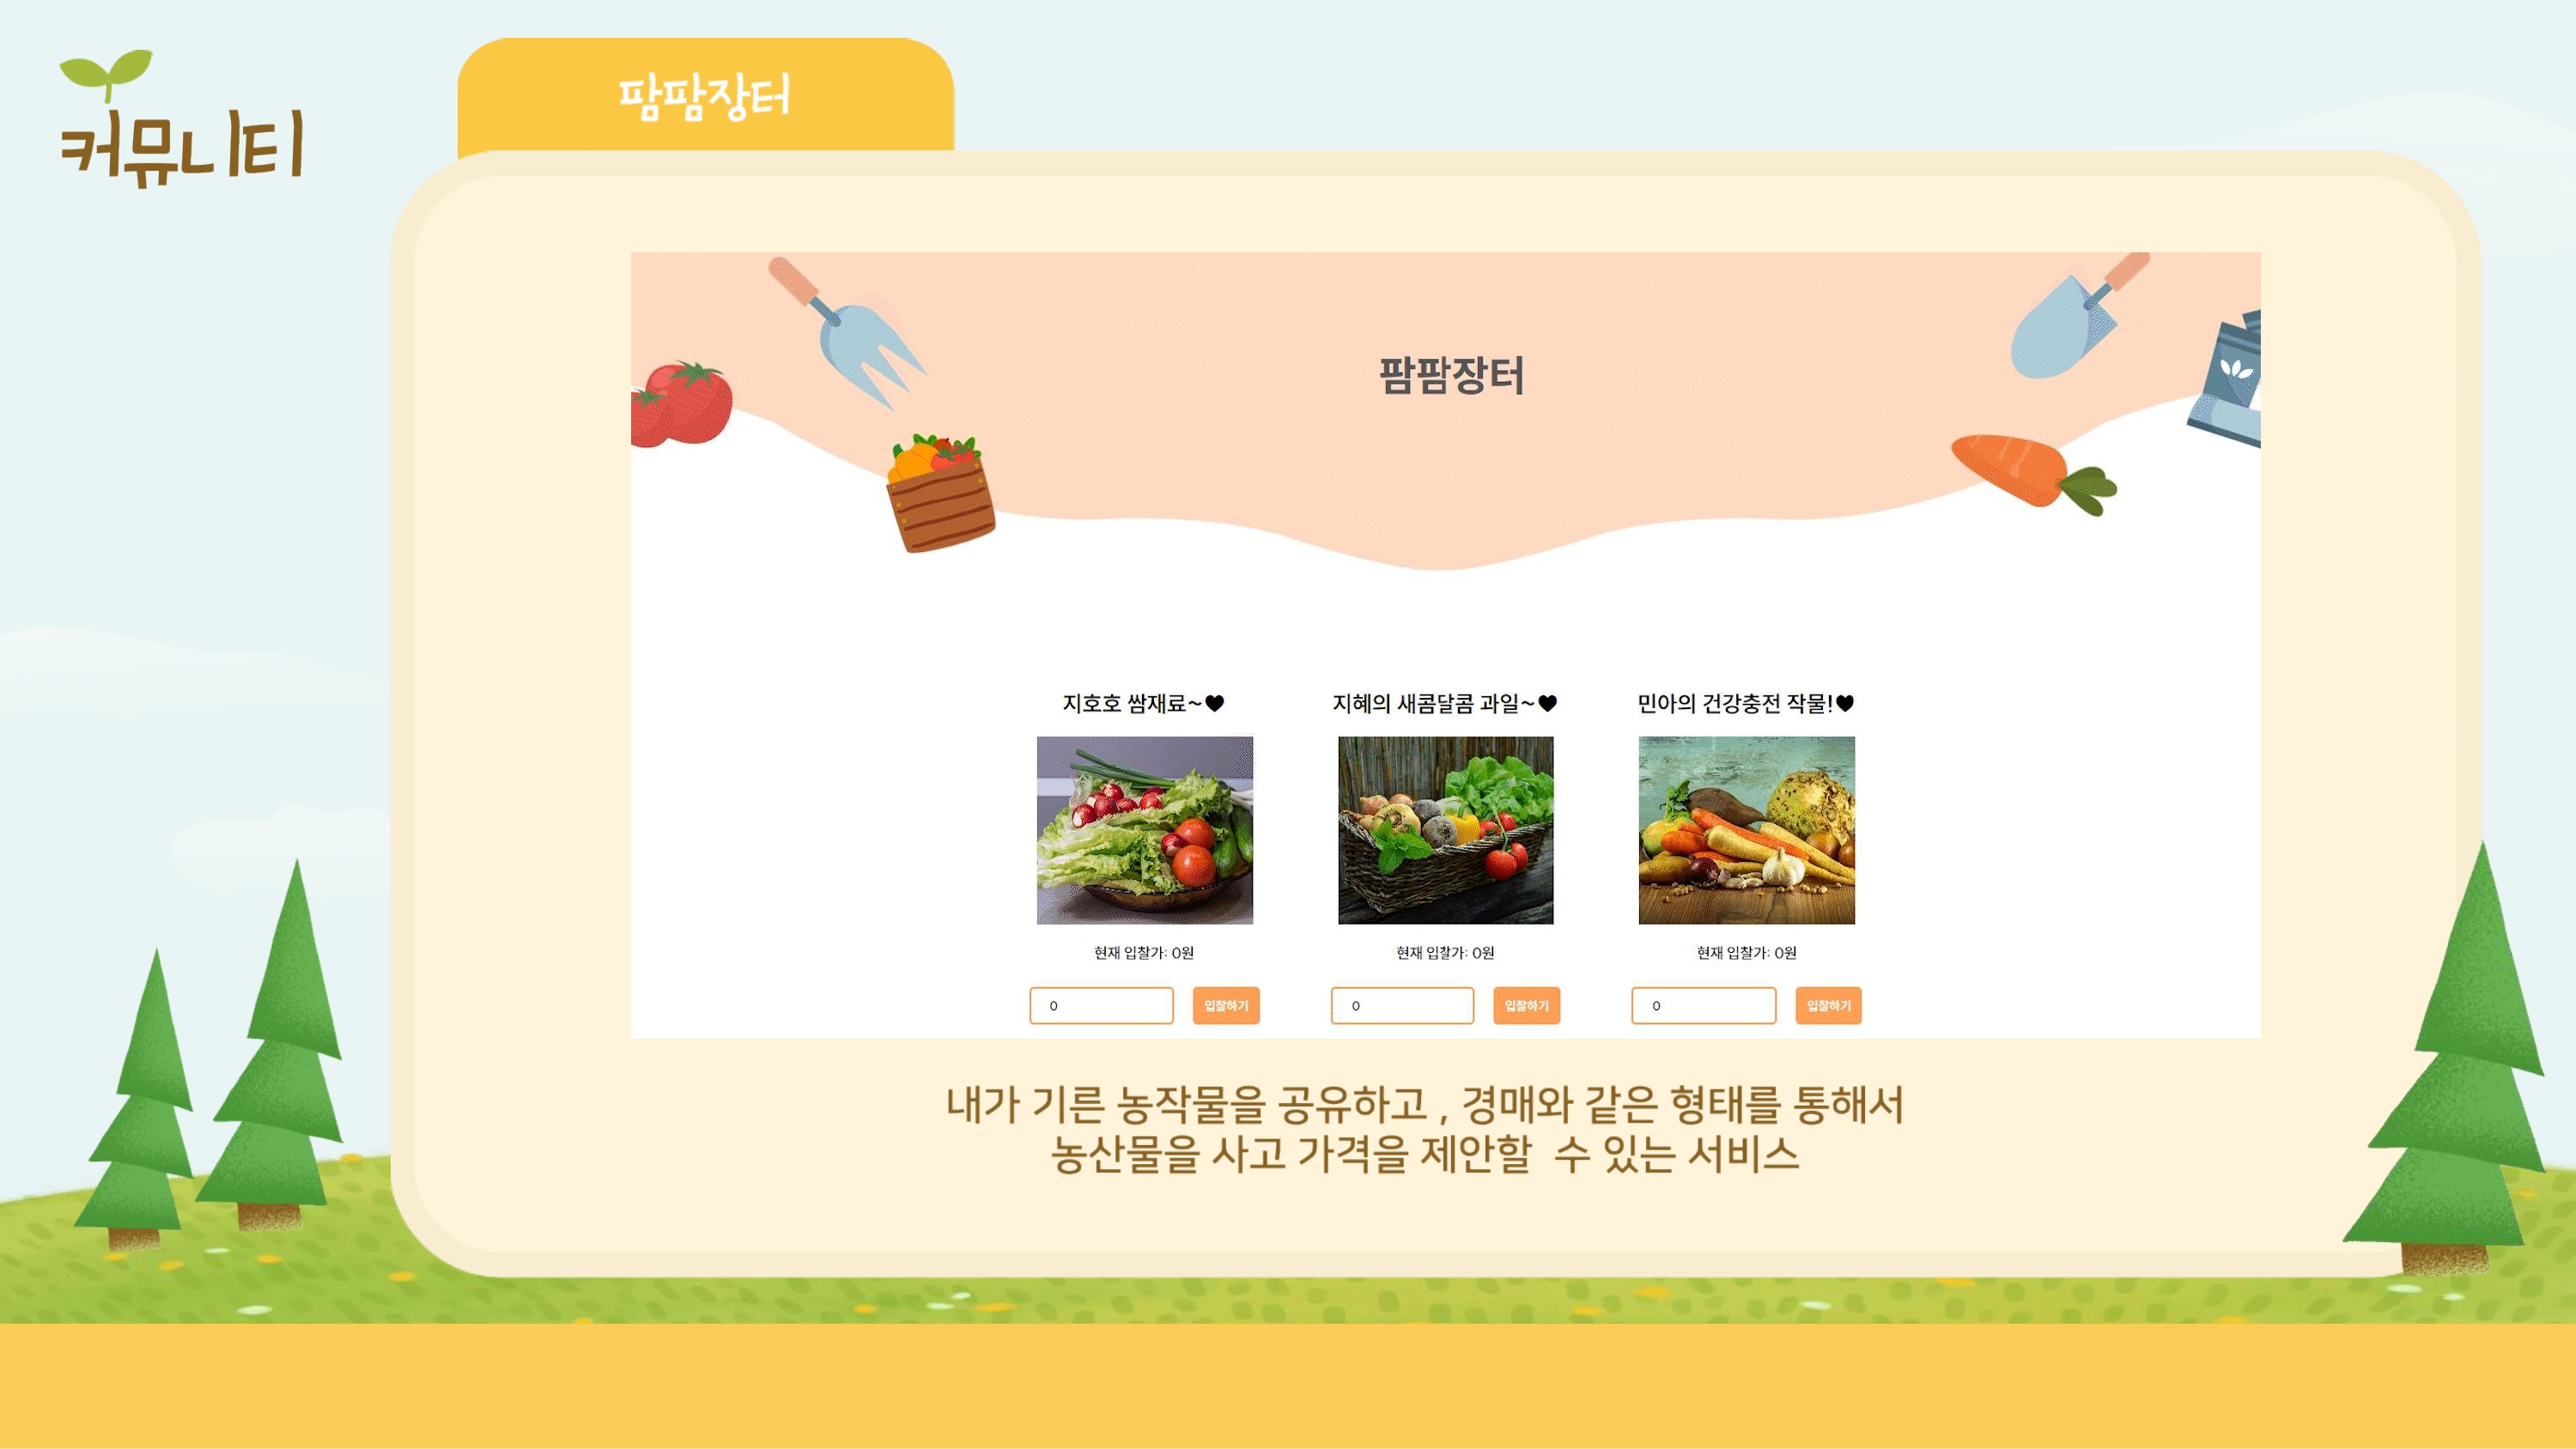 커뮤니티
팜팜장터
팜팜장터
지호호 쌈재료~♥
지혜의 새콤달콤 과일~♥
민아의 건강충전 작물!♥
현재 입찰가: 0원
현재 입찰가: 0원
현재 입찰가: 0원
0 입찰하기
0 입찰하기
0 입찰하기
내가 기른 농작물을 공유하고 , 경매와 같은 형태를 통해서
농산물을 사고 가격을 제안할 수 있는 서비스